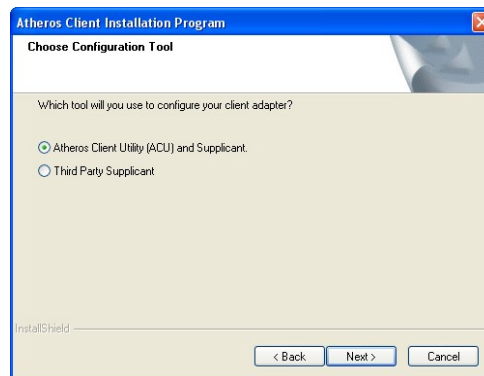 Atheros Client Installation Program
Choose Configuration Tool
Which tool will you use to configure your client adapter?
Atheros Client Utility (ACU) and Supplicant.
Third Party Supplicant
InstallShield
< Back
Next >
Cancel